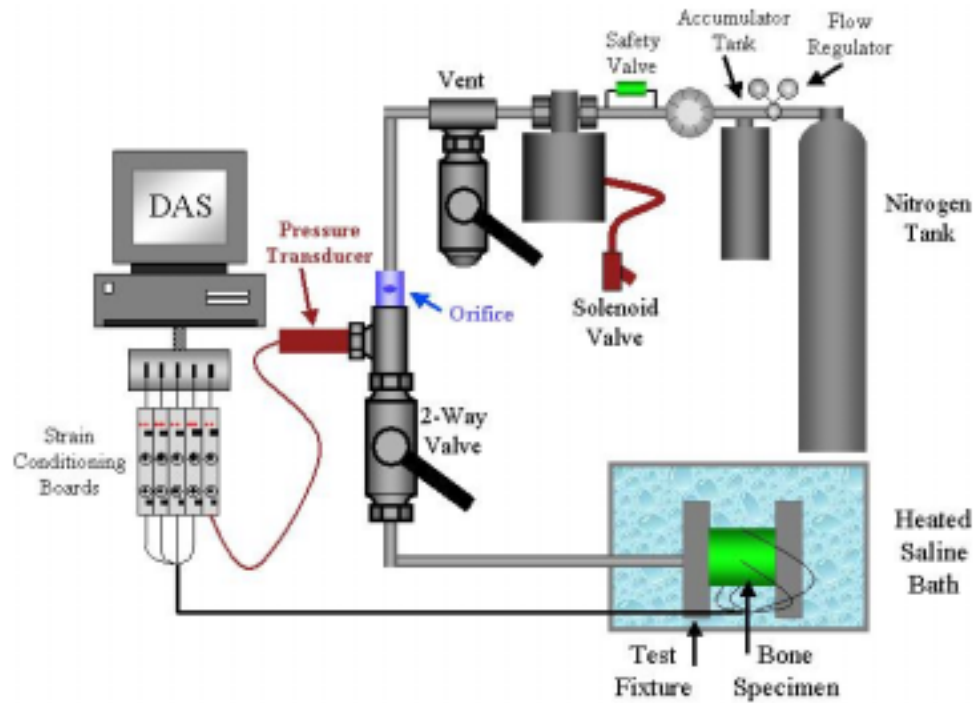 Accumulator
Tank
Flow
Regulator
Safety
Valve
Vent
DAS
Nitrogen
Tank
Pressure
Transducer
Orifice
Solenoid
Valve
2-Way
Valve
Strain
Conditioning
Boards
Heated
Saline
Bath
Test
Fixture
Bone
Specimen